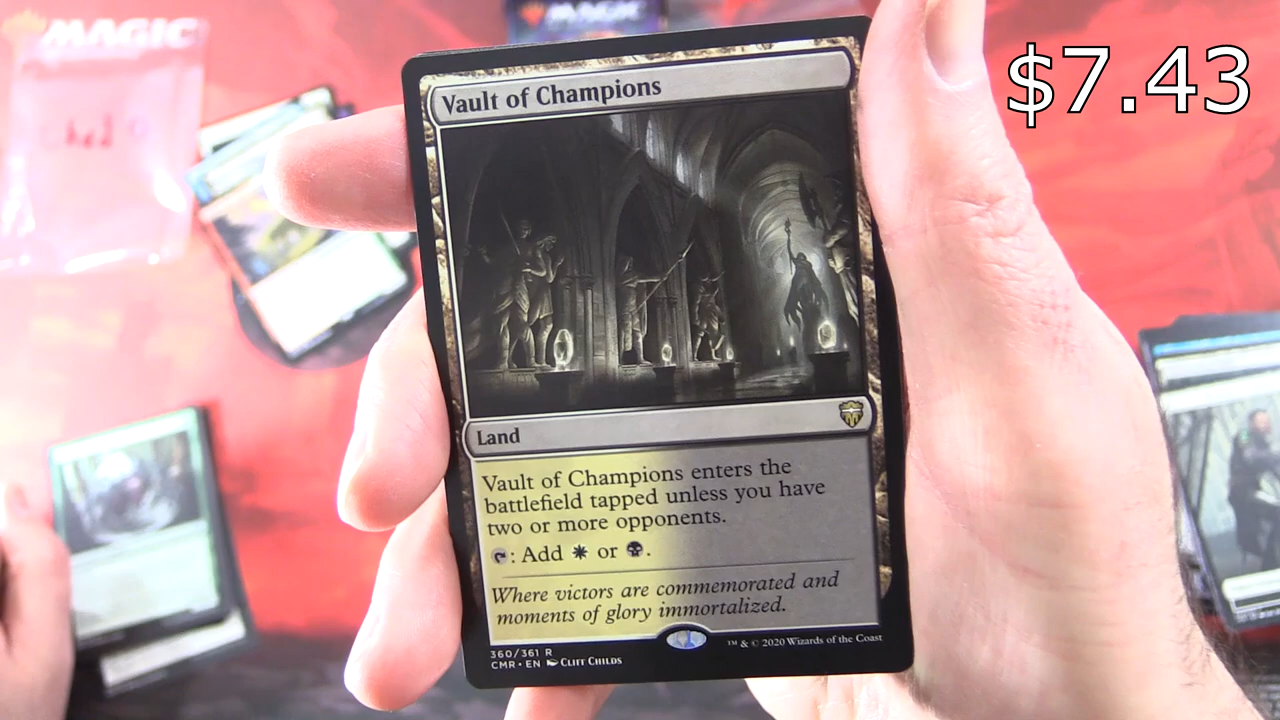 MAGIC
MAGIC
$7.43
Vault of Champions
Land
Vault of Champions enters the
battlefield tapped unless you have
two or more opponents.
: Add or .
Where victors are commemorated and
moments of glory immortalized.
360/361 R
CMR • EN Cliff Childs
™ & © 2020 Wizards of the Coast